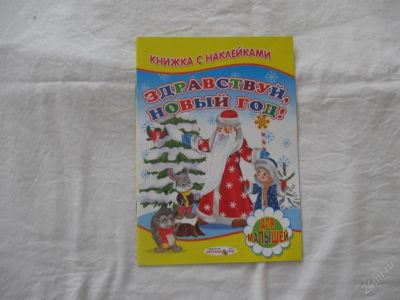 КНИЖКА С НАКЛЕЙКАМИ
ЗДРАВСТВУЙ,
НОВЫЙ ГОД!
ДЛЯ
МАЛЫШЕЙ